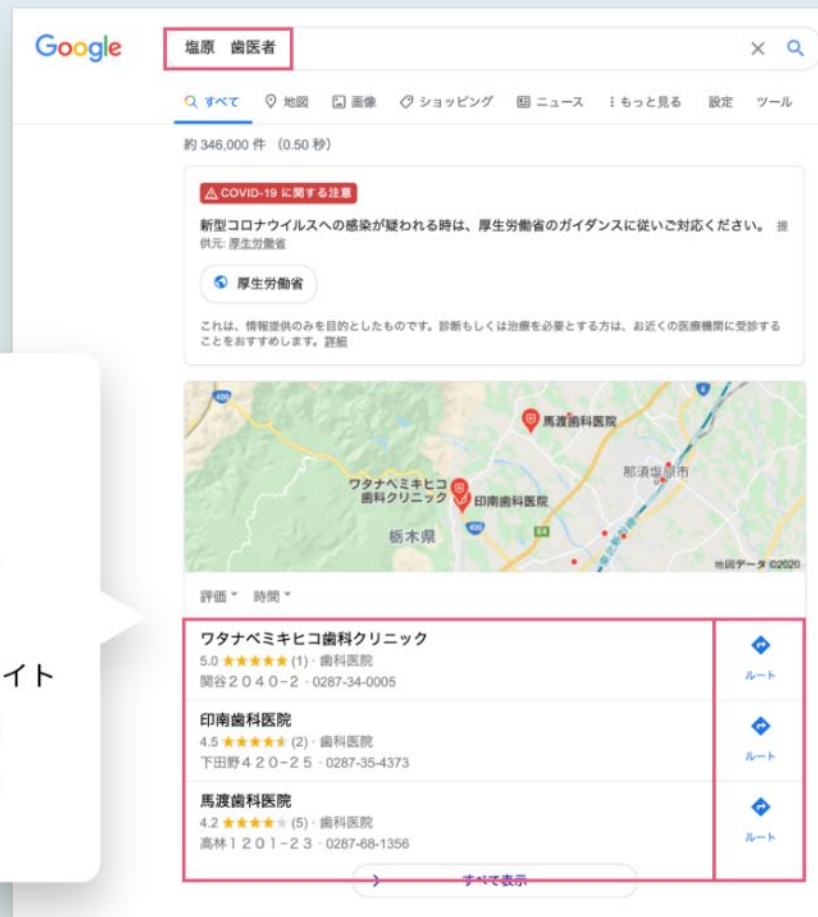 Google
塩原　歯医者
すべて 地図 画像 ショッピング ニュース もっと見る 設定 ツール
約 346,000 件 （0.50 秒）
COVID-19 に関する注意
新型コロナウイルスへの感染が疑われる時は、厚生労働省のガイダンスに従いご対応ください。 提
供元: 厚生労働省
厚生労働省
これは、情報提供のみを目的としたものです。診断もしくは治療を必要とする方は、お近くの医療機関に受診する
ことをおすすめします。詳細
400
馬渡歯科医院
那須塩原市
ワタナベミキヒコ
歯科クリニック
印南歯科医院
400
栃木県
E4
東北新幹線
地図データ ©2020
評価 時間
ワタナベミキヒコ歯科クリニック
5.0 ★★★★★ (1) · 歯科医院
関谷２０４０−２ · 0287-34-0005
ルート
イト
印南歯科医院
4.5 (2) · 歯科医院
下田野４２０−２５ · 0287-35-4373
ルート
馬渡歯科医院
4.2 (5) · 歯科医院
高林１２０１−２３ · 0287-68-1356
ルート
すべて表示